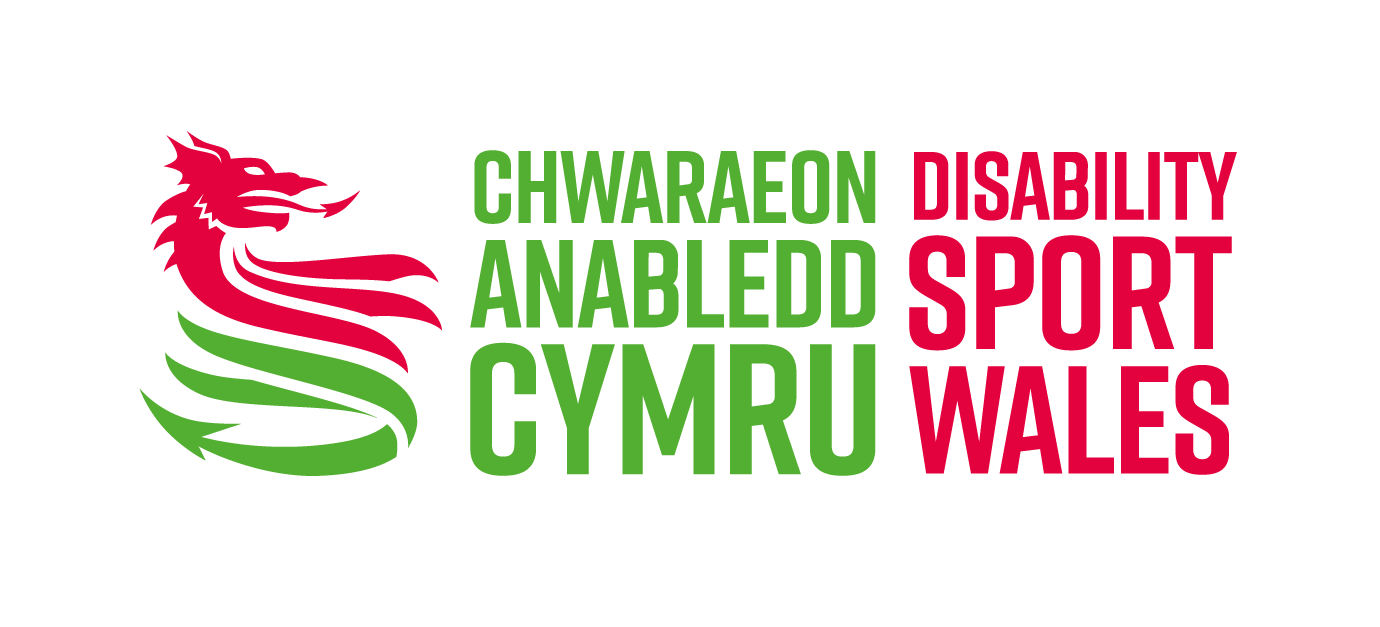 CHWARAEON
ANABLEDD
CYMRU
DISABILITY
SPORT
WALES